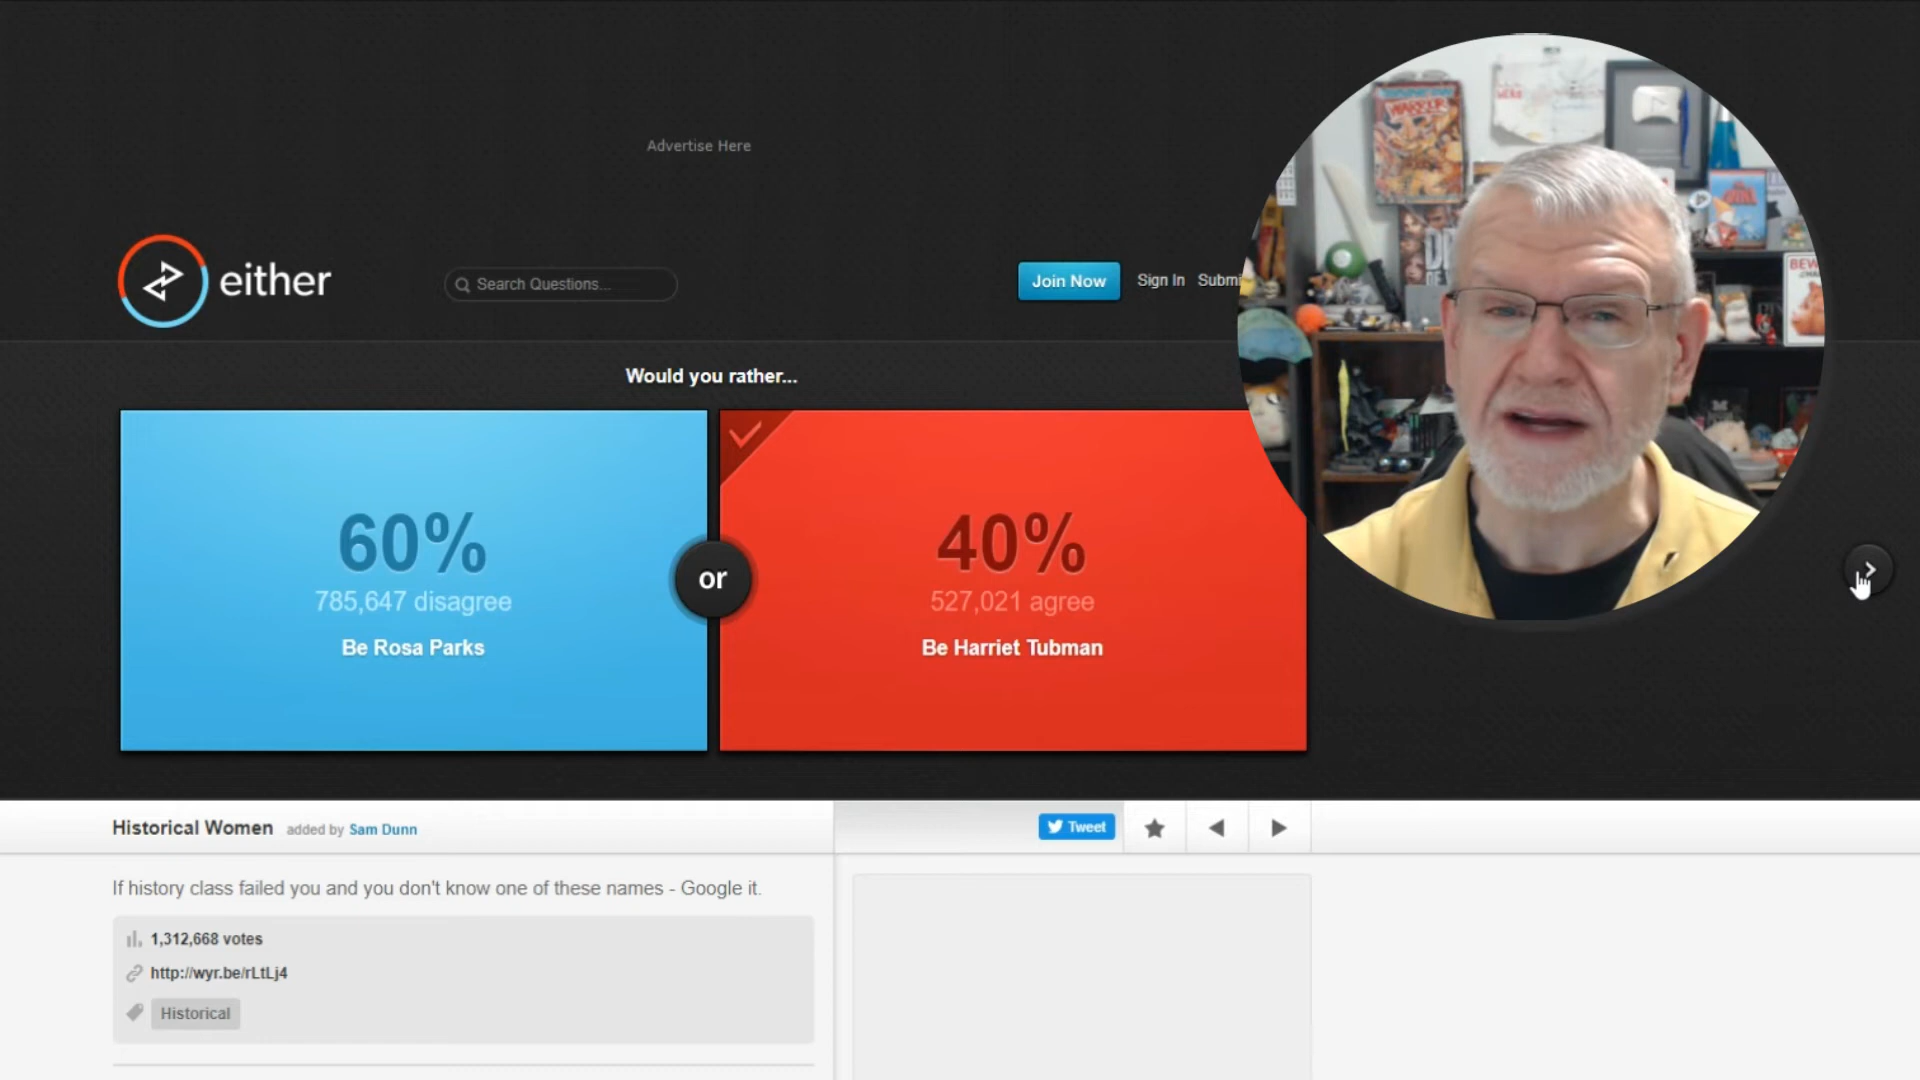 Advertise Here
either
Search Questions...
Join Now
Sign In
WARRIOR
Would you rather...
60%
785,647 disagree
Be Rosa Parks
or
40%
527,021 agree
Be Harriet Tubman
Historical Women
added by Sam Dunn
Tweet
If history class failed you and you don't know one of these names - Google it.
1,312,668 votes
http://wyr.be/rLtLj4
Historical